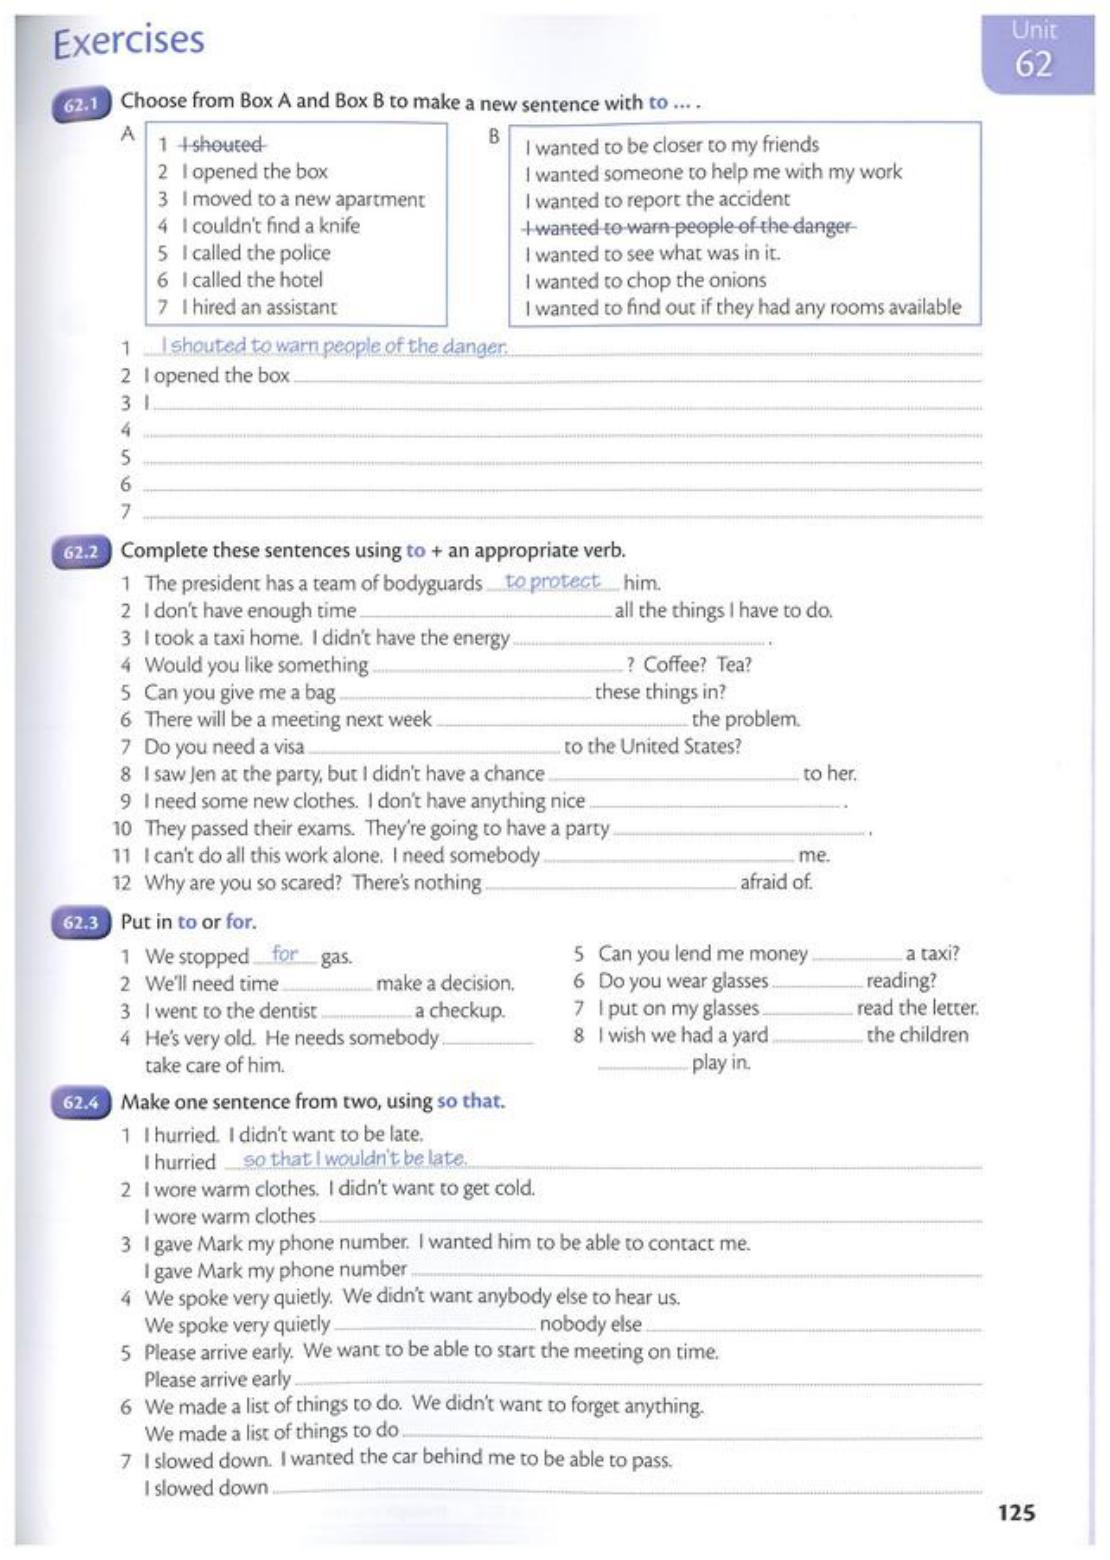 Exercises
Unit
62
62.1 Choose from Box A and Box B to make a new sentence with to ... .
A
1 I shouted
2 I opened the box
3 I moved to a new apartment
4 I couldn't find a knife
5 I called the police
6 I called the hotel
7 I hired an assistant
B
I wanted to be closer to my friends
I wanted someone to help me with my work
I wanted to report the accident
I wanted to warn people of the danger
I wanted to see what was in it.
I wanted to chop the onions
I wanted to find out if they had any rooms available
1 I shouted to warn people of the danger.
2 I opened the box
3 I
4
5
6
7
62.2 Complete these sentences using to + an appropriate verb.
1 The president has a team of bodyguards to protect him.
2 I don't have enough time all the things I have to do.
3 I took a taxi home. I didn't have the energy .
4 Would you like something ? Coffee? Tea?
5 Can you give me a bag these things in?
6 There will be a meeting next week the problem.
7 Do you need a visa to the United States?
8 I saw Jen at the party, but I didn't have a chance to her.
9 I need some new clothes. I don't have anything nice .
10 They passed their exams. They're going to have a party .
11 I can't do all this work alone. I need somebody me.
12 Why are you so scared? There's nothing afraid of.
62.3 Put in to or for.
1 We stopped for gas.
2 We'll need time make a decision.
3 I went to the dentist a checkup.
4 He's very old. He needs somebody
take care of him.
5 Can you lend me money a taxi?
6 Do you wear glasses reading?
7 I put on my glasses read the letter.
8 I wish we had a yard the children
play in.
62.4 Make one sentence from two, using so that.
1 I hurried. I didn't want to be late.
I hurried so that I wouldn't be late.
2 I wore warm clothes. I didn't want to get cold.
I wore warm clothes
3 I gave Mark my phone number. I wanted him to be able to contact me.
I gave Mark my phone number
4 We spoke very quietly. We didn't want anybody else to hear us.
We spoke very quietly nobody else
5 Please arrive early. We want to be able to start the meeting on time.
Please arrive early
6 We made a list of things to do. We didn't want to forget anything.
We made a list of things to do
7 I slowed down. I wanted the car behind me to be able to pass.
I slowed down
125